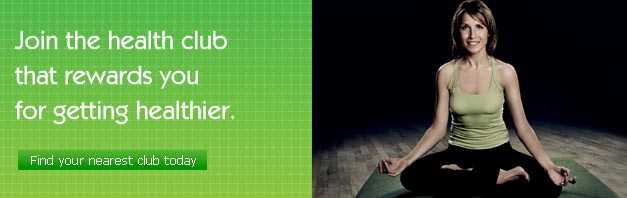 Join the health club
that rewards you
for getting healthier.
Find your nearest club today